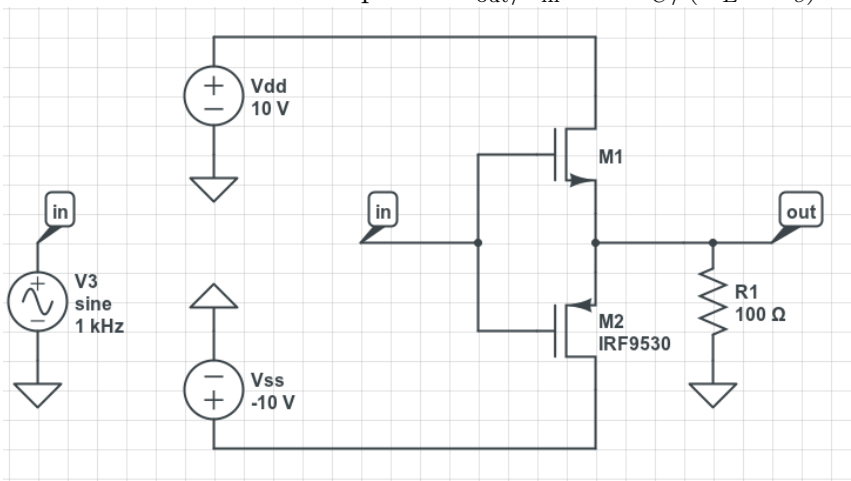 Vdd
10 V
M1
in
in
out
V3
sine
1 kHz
R1
100 Ω
M2
IRF9530
Vss
-10 V